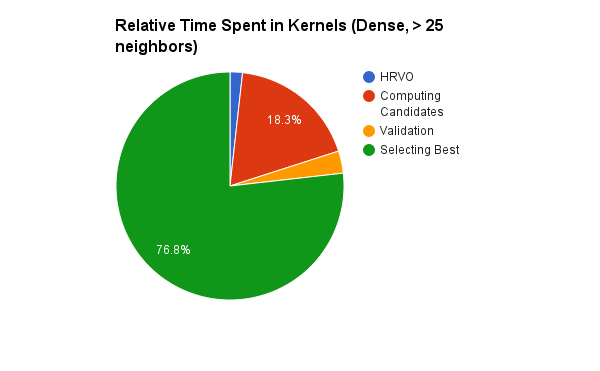 Relative Time Spent in Kernels (Dense, > 25
neighbors)
HRVO
Computing
Candidates
Validation
Selecting Best
18.3%
76.8%